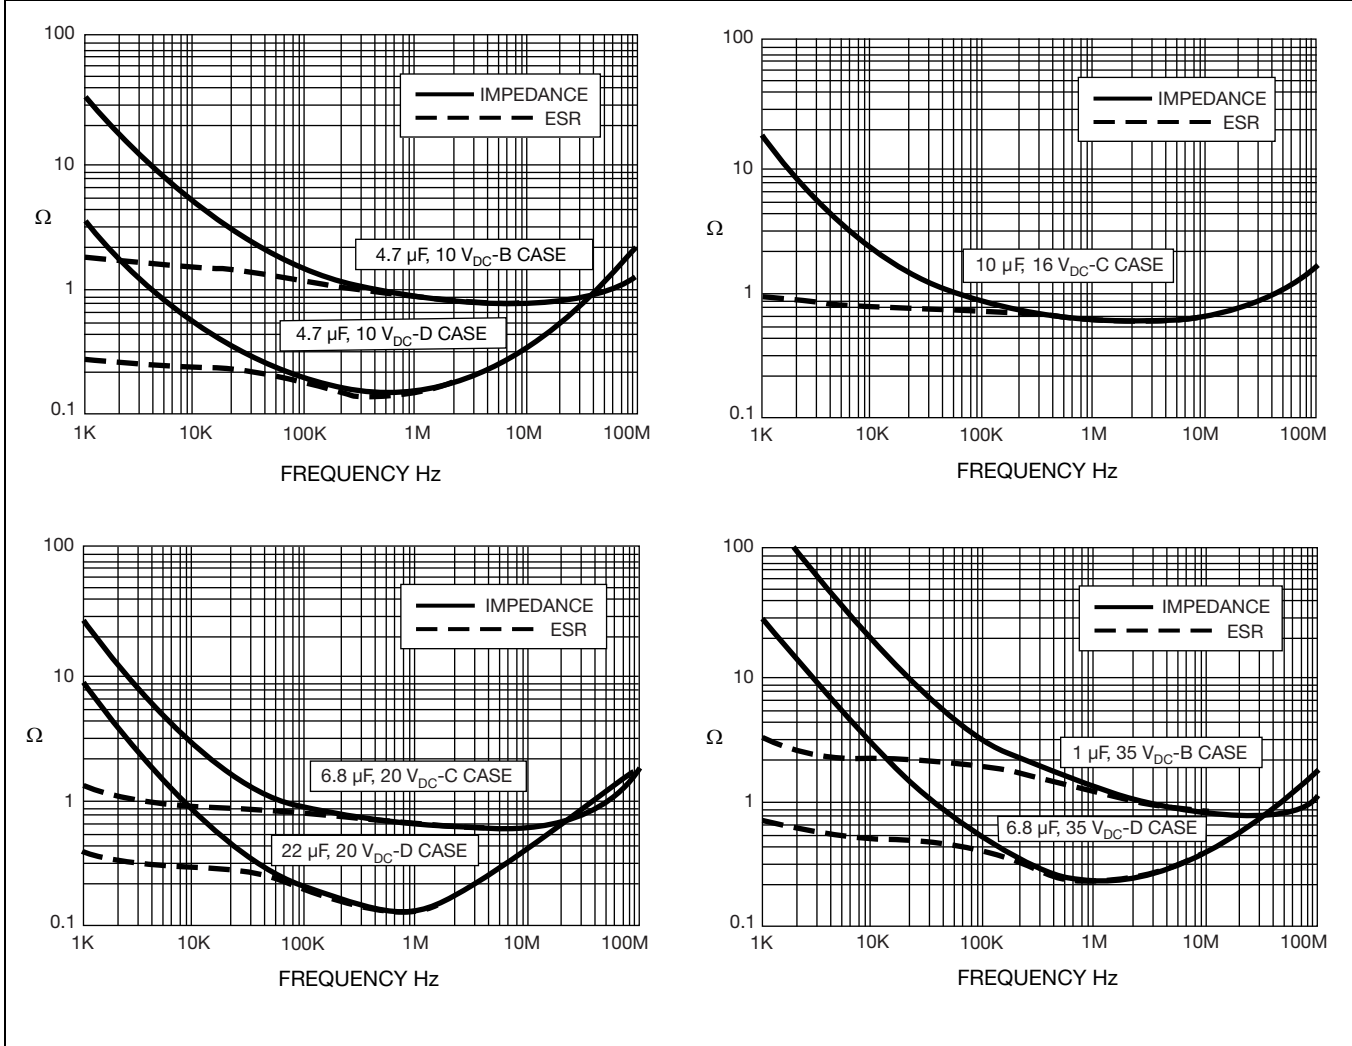 100
10
Ω
1
0.1
IMPEDANCE
ESR
4.7 µF, 10 VDC-B CASE
4.7 µF, 10 VDC-D CASE
1K 10K 100K 1M 10M 100M
FREQUENCY Hz
100
10
Ω
1
0.1
IMPEDANCE
ESR
10 µF, 16 VDC-C CASE
1K 10K 100K 1M 10M 100M
FREQUENCY Hz
100
10
Ω
1
0.1
IMPEDANCE
ESR
6.8 µF, 20 VDC-C CASE
22 µF, 20 VDC-D CASE
1K 10K 100K 1M 10M 100M
FREQUENCY Hz
100
10
Ω
1
0.1
IMPEDANCE
ESR
1 µF, 35 VDC-B CASE
6.8 µF, 35 VDC-D CASE
1K 10K 100K 1M 10M 100M
FREQUENCY Hz